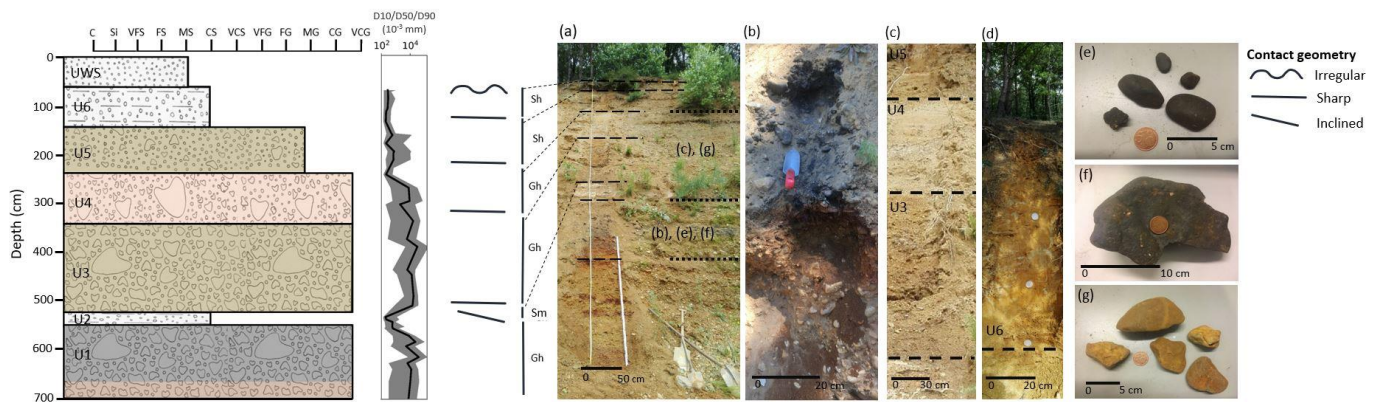 C SI VFS FS MS CS VCS VFG FG MG CG VCG
Depth (cm)
0
100
200
300
400
500
600
700
UWS
U6
U5
U4
U3
U2
U1
D10/D50/D90
(10⁻³ mm)
10² 10⁴
Sh
Sh
Gh
Gh
Sm
Gh
(a)
(c), (g)
(b), (e), (f)
0 50 cm
(b)
0 20 cm
(c)
U5
U4
U3
0 30 cm
(d)
U6
0 20 cm
(e)
0 5 cm
(f)
0 10 cm
(g)
0 5 cm
Contact geometry
Irregular
Sharp
Inclined